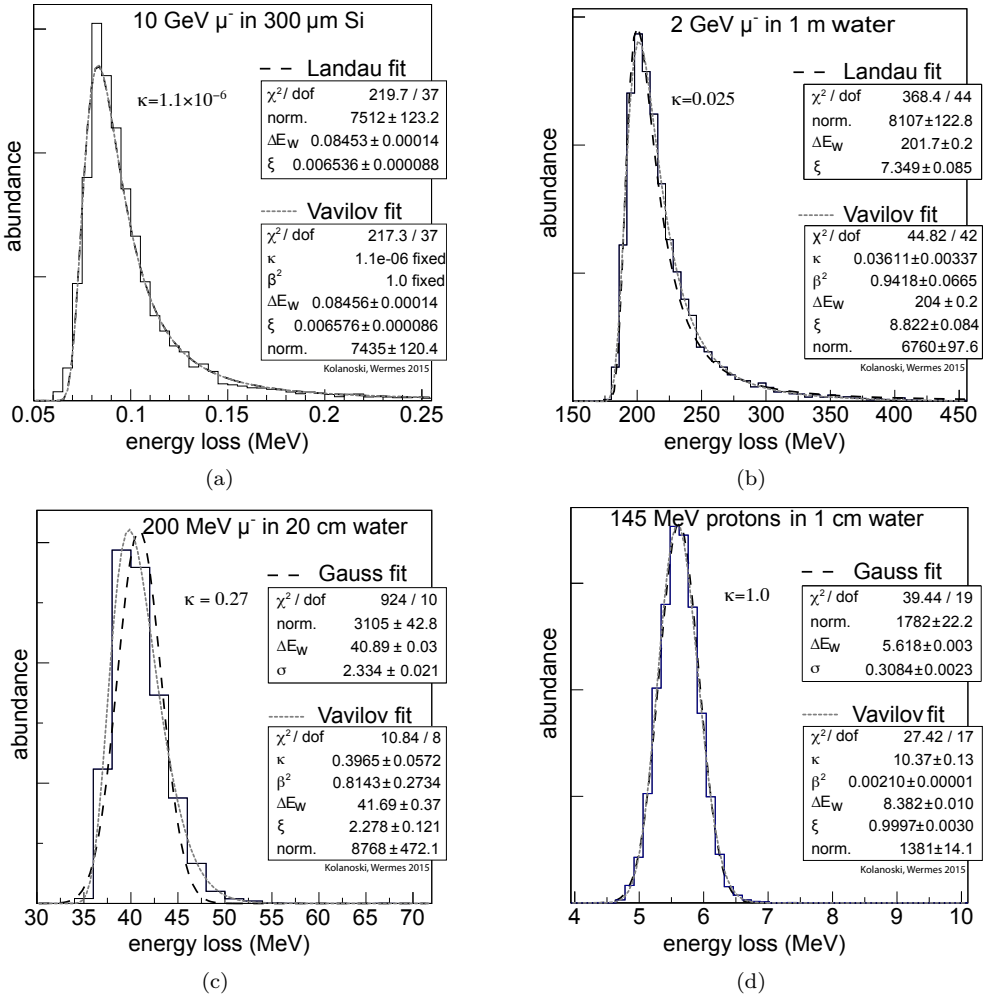 10 GeV μ⁻ in 300 μm Si
Landau fit
κ=1.1×10⁻⁶
χ²/ dof 219.7 / 37
norm. 7512 ± 123.2
ΔE_W 0.08453 ± 0.00014
ξ 0.006536 ± 0.000088
Vavilov fit
χ²/ dof 217.3 / 37
κ 1.1e-06 fixed
β² 1.0 fixed
ΔE_W 0.08456 ± 0.00014
ξ 0.006576 ± 0.000086
norm. 7435 ± 120.4
Kolanoski, Wermes 2015
abundance
0.05 0.1 0.15 0.2 0.25
energy loss (MeV)
(a)
2 GeV μ⁻ in 1 m water
Landau fit
κ=0.025
χ²/ dof 368.4 / 44
norm. 8107±122.8
ΔE_W 201.7±0.2
ξ 7.349±0.085
Vavilov fit
χ²/ dof 44.82 / 42
κ 0.03611±0.00337
β² 0.9418±0.0665
ΔE_W 204 ± 0.2
ξ 8.822±0.084
norm. 6760±97.6
Kolanoski, Wermes 2015
abundance
150 200 250 300 350 400 450
energy loss (MeV)
(b)
200 MeV μ⁻ in 20 cm water
Gauss fit
κ = 0.27
χ²/ dof 924 / 10
norm. 3105 ± 42.8
ΔE_W 40.89 ± 0.03
σ 2.334 ± 0.021
Vavilov fit
χ²/ dof 10.84 / 8
κ 0.3965±0.0572
β² 0.8143±0.2734
ΔE_W 41.69 ± 0.37
ξ 2.278 ± 0.121
norm. 8768 ± 472.1
Kolanoski, Wermes 2015
abundance
30 35 40 45 50 55 60 65 70
energy loss (MeV)
(c)
145 MeV protons in 1 cm water
Gauss fit
κ=1.0
χ²/ dof 39.44 / 19
norm. 1782±22.2
ΔE_W 5.618±0.003
σ 0.3084±0.0023
Vavilov fit
χ²/ dof 27.42 / 17
κ 10.37±0.13
β² 0.00210±0.00001
ΔE_W 8.382±0.010
ξ 0.9997±0.0030
norm. 1381±14.1
Kolanoski, Wermes 2015
abundance
4 5 6 7 8 9 10
energy loss (MeV)
(d)